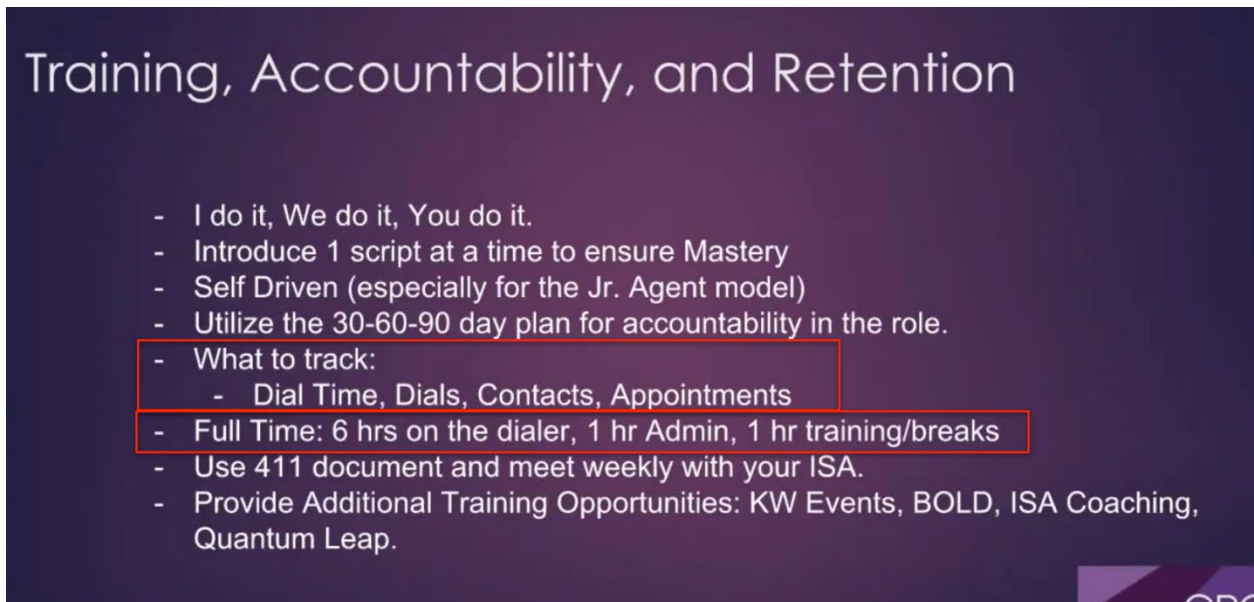 Training, Accountability, and Retention
- I do it, We do it, You do it.
- Introduce 1 script at a time to ensure Mastery
- Self Driven (especially for the Jr. Agent model)
- Utilize the 30-60-90 day plan for accountability in the role.
- What to track:
- Dial Time, Dials, Contacts, Appointments
- Full Time: 6 hrs on the dialer, 1 hr Admin, 1 hr training/breaks
- Use 411 document and meet weekly with your ISA.
- Provide Additional Training Opportunities: KW Events, BOLD, ISA Coaching,
Quantum Leap.